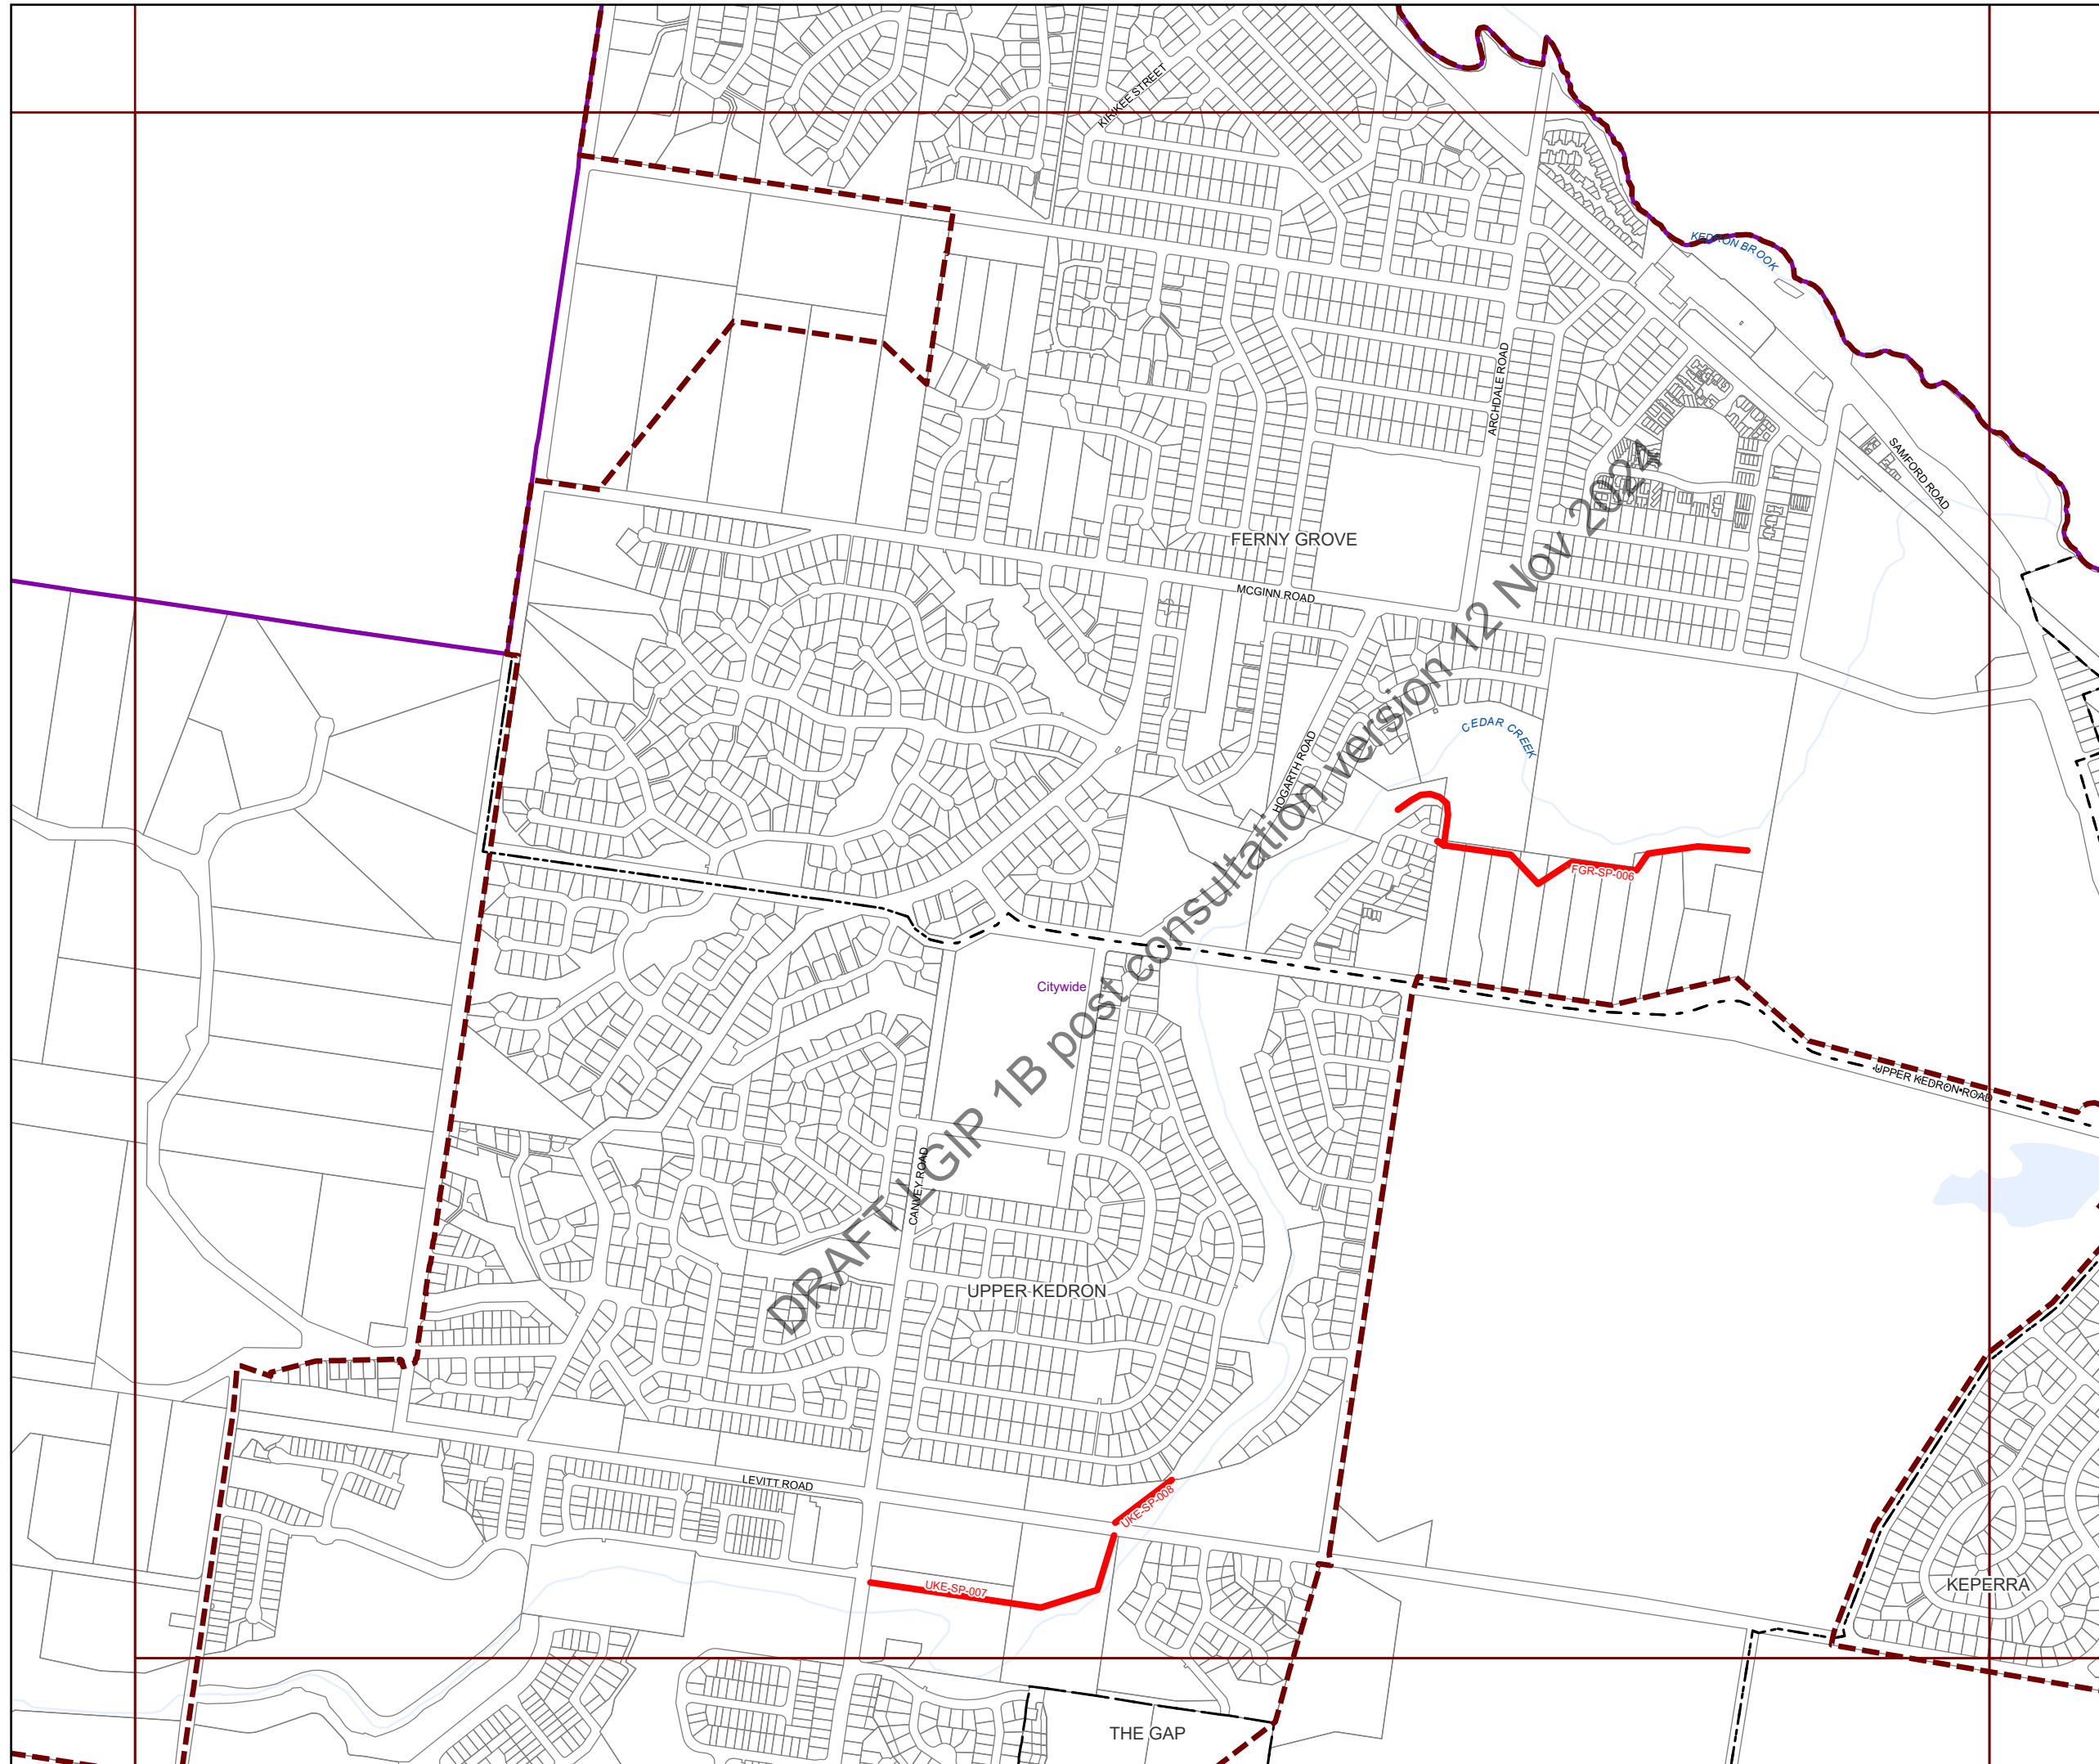 KIRIKEE STREET
KEDRON BROOK
ARCHDALE ROAD
SAMFORD ROAD
FERNY GROVE
MCGINN ROAD
CEDAR CREEK
HOGARTH ROAD
FGR-SP-006
Citywide
UPPER KEDRON ROAD
CANVEY ROAD
DRAFT LGIP 1B post consultation version 12 Nov 2024
UPPER KEDRON
LEVITT ROAD
UKE-SP-008
UKE-SP-007
KEPERRA
THE GAP